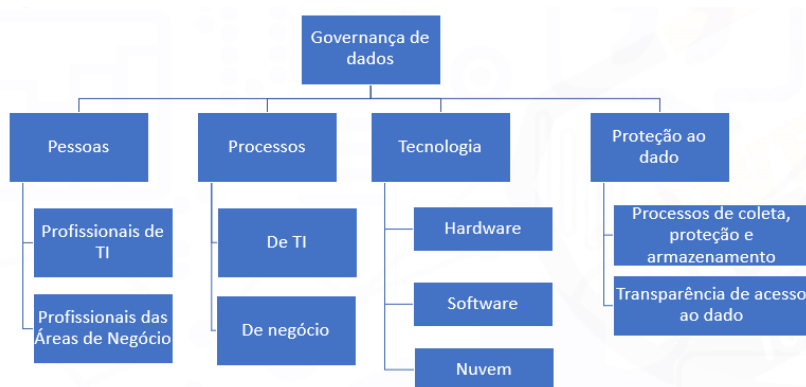 Governança de
dados
Pessoas
Processos
Tecnologia
Proteção ao
dado
Profissionais de
TI
Profissionais das
Áreas de Negócio
De TI
De negócio
Hardware
Software
Nuvem
Processos de coleta,
proteção e
armazenamento
Transparência de acesso
ao dado